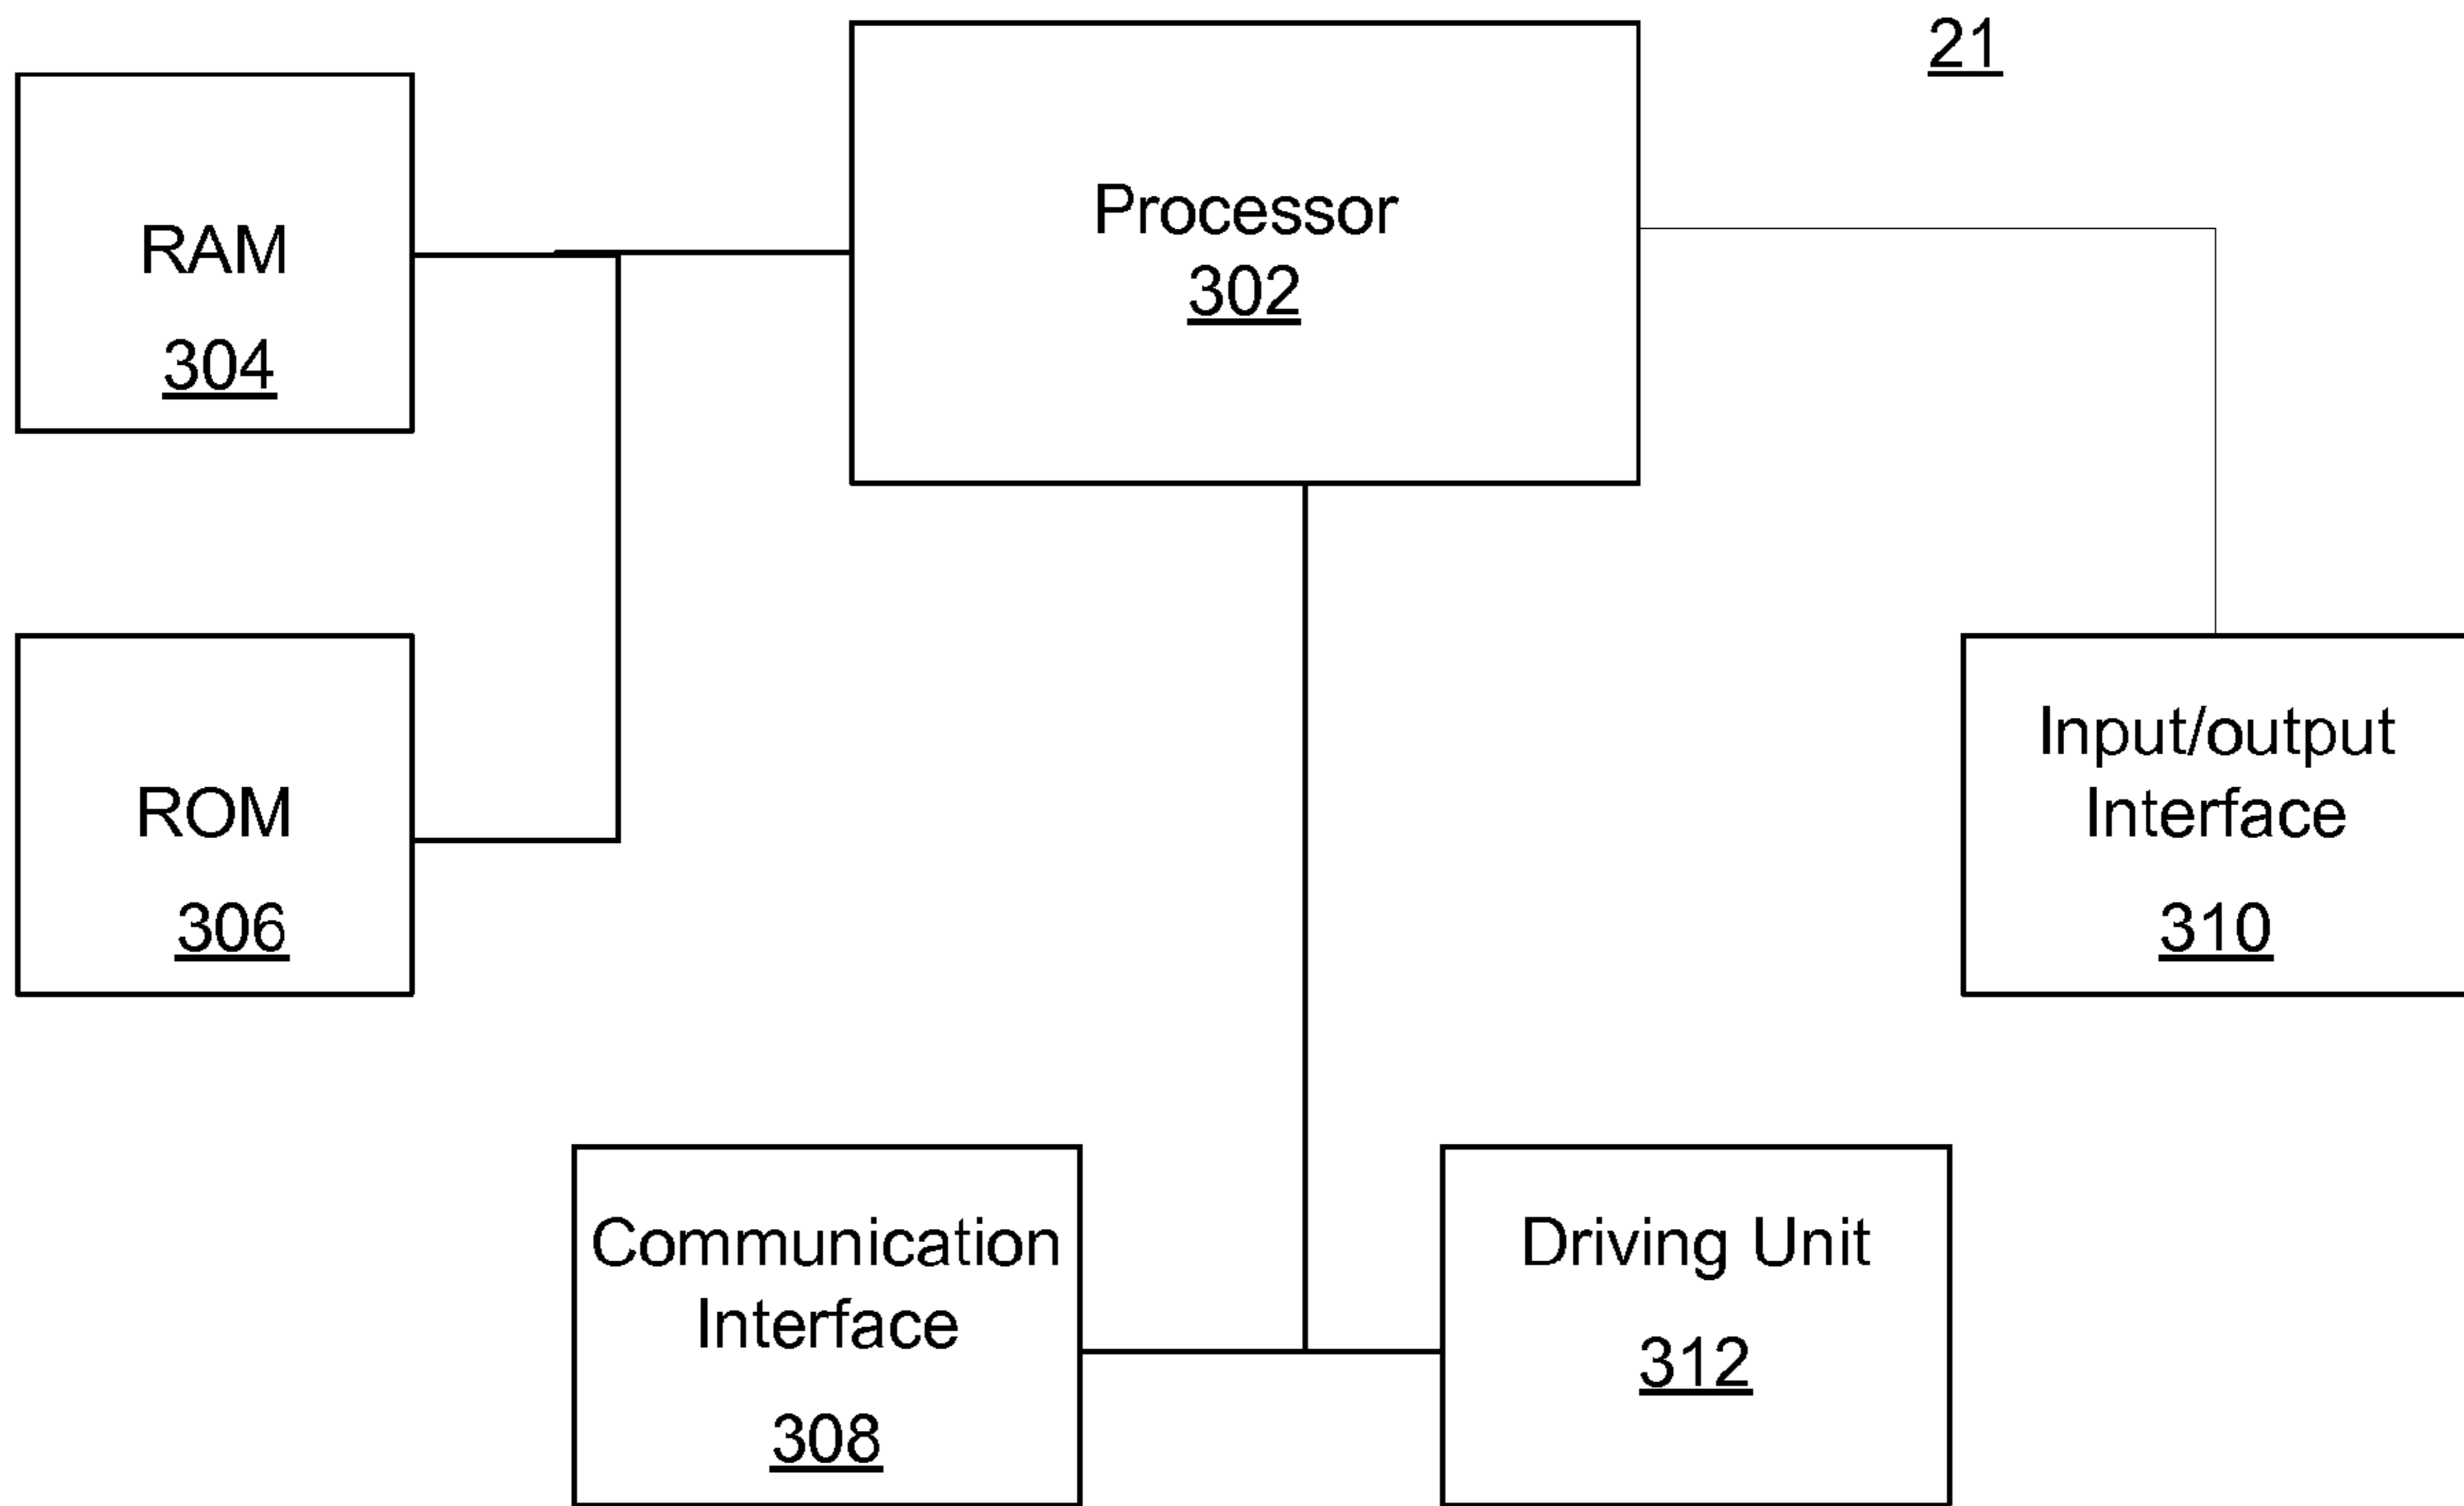 21
Processor
302
RAM
304
ROM
306
Input/output
Interface
310
Communication
Interface
308
Driving Unit
312